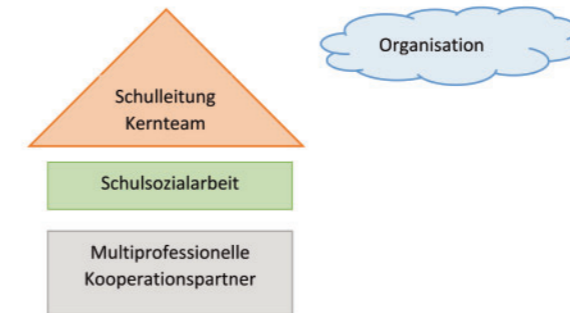 Organisation
Schulleitung
Kernteam
Schulsozialarbeit
Multiprofessionelle
Kooperationspartner